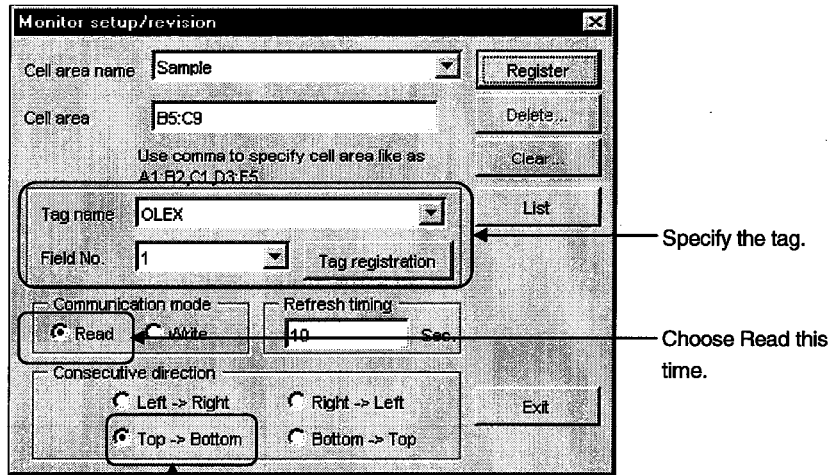 Monitor setup/revision
Cell area name Sample Register
Cell area B5:C9 Delete...
Use comma to specify cell area like as Clear...
A1:B2,C1,D3:E5
Tag name OLEX List
Specify the tag.
Field No. 1 Tag registration
Communication mode Refresh timing
Read Write 10 Sec.
Choose Read this
time.
Consecutive direction
Left -> Right Right -> Left Exit
Top -> Bottom Bottom -> Top